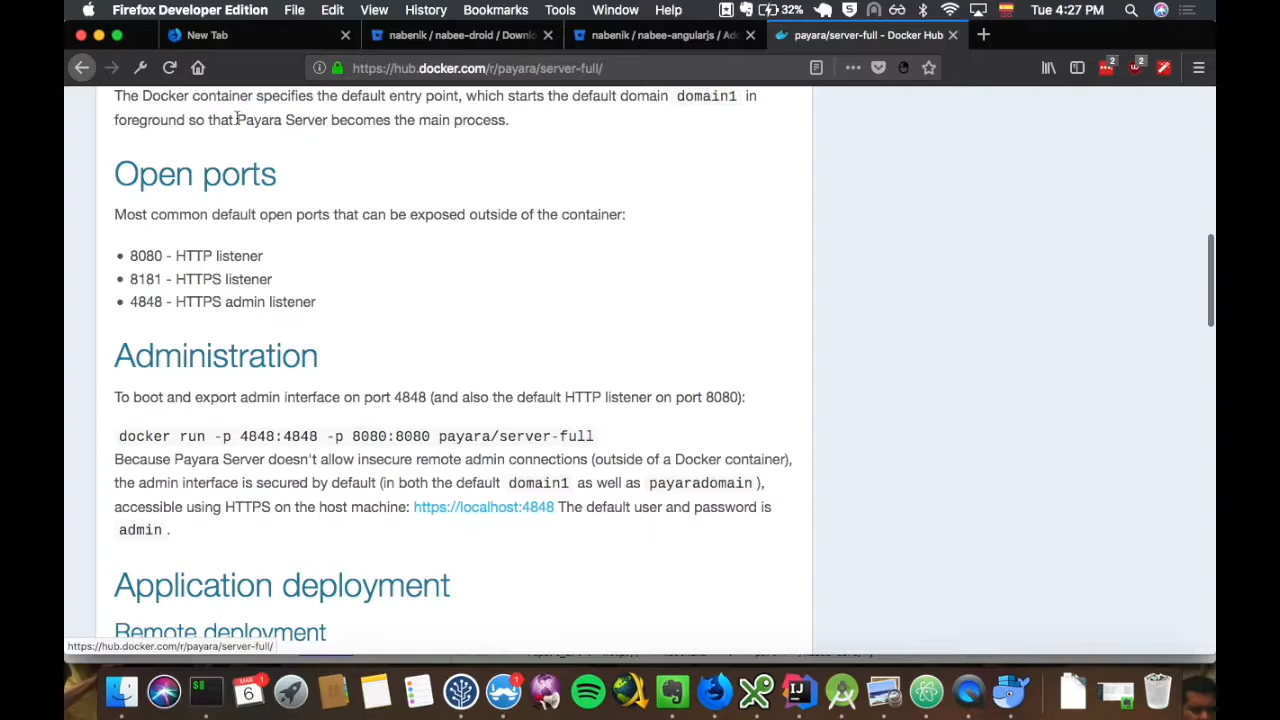 Firefox Developer Edition File Edit View History Bookmarks Tools Window Help 32% Tue 4:27 PM
New Tab
nabenik / nabee-droid / Downlo
nabenik / nabee-angularjs / Ad
payara/server-full - Docker Hub
https://hub.docker.com/r/payara/server-full/
2
2
The Docker container specifies the default entry point, which starts the default domain domain1 in
foreground so that Payara Server becomes the main process.
Open ports
Most common default open ports that can be exposed outside of the container:
• 8080 - HTTP listener
• 8181 - HTTPS listener
• 4848 - HTTPS admin listener
Administration
To boot and export admin interface on port 4848 (and also the default HTTP listener on port 8080):
docker run -p 4848:4848 -p 8080:8080 payara/server-full
Because Payara Server doesn't allow insecure remote admin connections (outside of a Docker container),
the admin interface is secured by default (in both the default domain1 as well as payaradomain ),
accessible using HTTPS on the host machine: https://localhost:4848 The default user and password is
admin .
Application deployment
Remote deployment
https://hub.docker.com/r/payara/server-full/
MAR
6
1